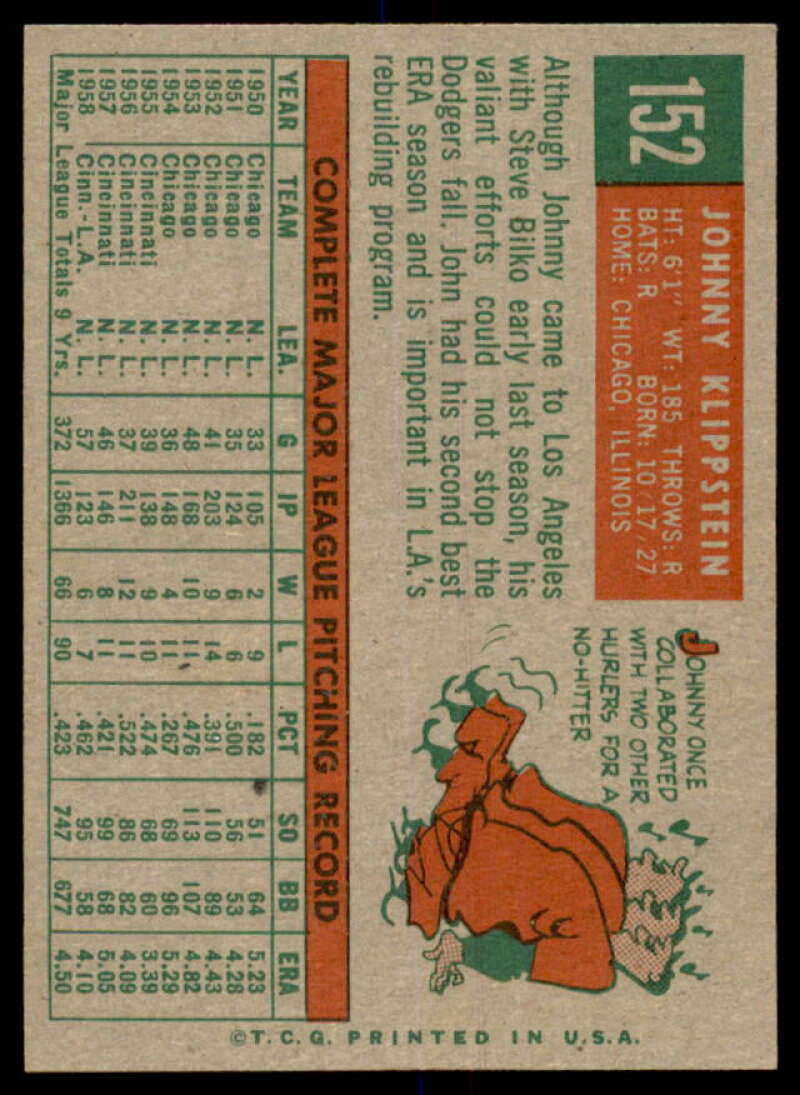 152
JOHNNY KLIPPSTEIN
HT: 6'1" WT: 185 THROWS: R
BATS: R BORN: 10/17/27
HOME: CHICAGO, ILLINOIS
Although Johnny came to Los Angeles
with Steve Bilko early last season, his
valiant efforts could not stop the
Dodgers fall. John had his second best
ERA season and is important in L.A.'s
rebuilding program.
JOHNNY ONCE
COLLABORATED
WITH TWO OTHER
HURLERS FOR A
NO-HITTER
COMPLETE MAJOR LEAGUE PITCHING RECORD
YEAR TEAM LEA. G IP W L PCT SO BB ERA
1950 Chicago N. L. 33 105 2 9 .182 51 64 5.23
1951 Chicago N. L. 35 124 6 6 .500 56 53 4.28
1952 Chicago N. L. 41 203 9 14 .391 110 89 4.43
1953 Chicago N. L. 48 168 10 11 .476 113 107 4.82
1954 Chicago N. L. 36 148 4 11 .267 69 96 5.29
1955 Cincinnati N. L. 39 138 9 10 .474 68 60 3.39
1956 Cincinnati N. L. 37 211 12 11 .522 86 82 4.09
1957 Cincinnati N. L. 46 146 8 11 .421 99 68 5.05
1958 Cinn.-L.A. N. L. 57 123 6 7 .462 95 58 4.10
Major League Totals 9 Yrs. 372 1366 66 90 .423 747 677 4.50
©T.C.G. PRINTED IN U.S.A.